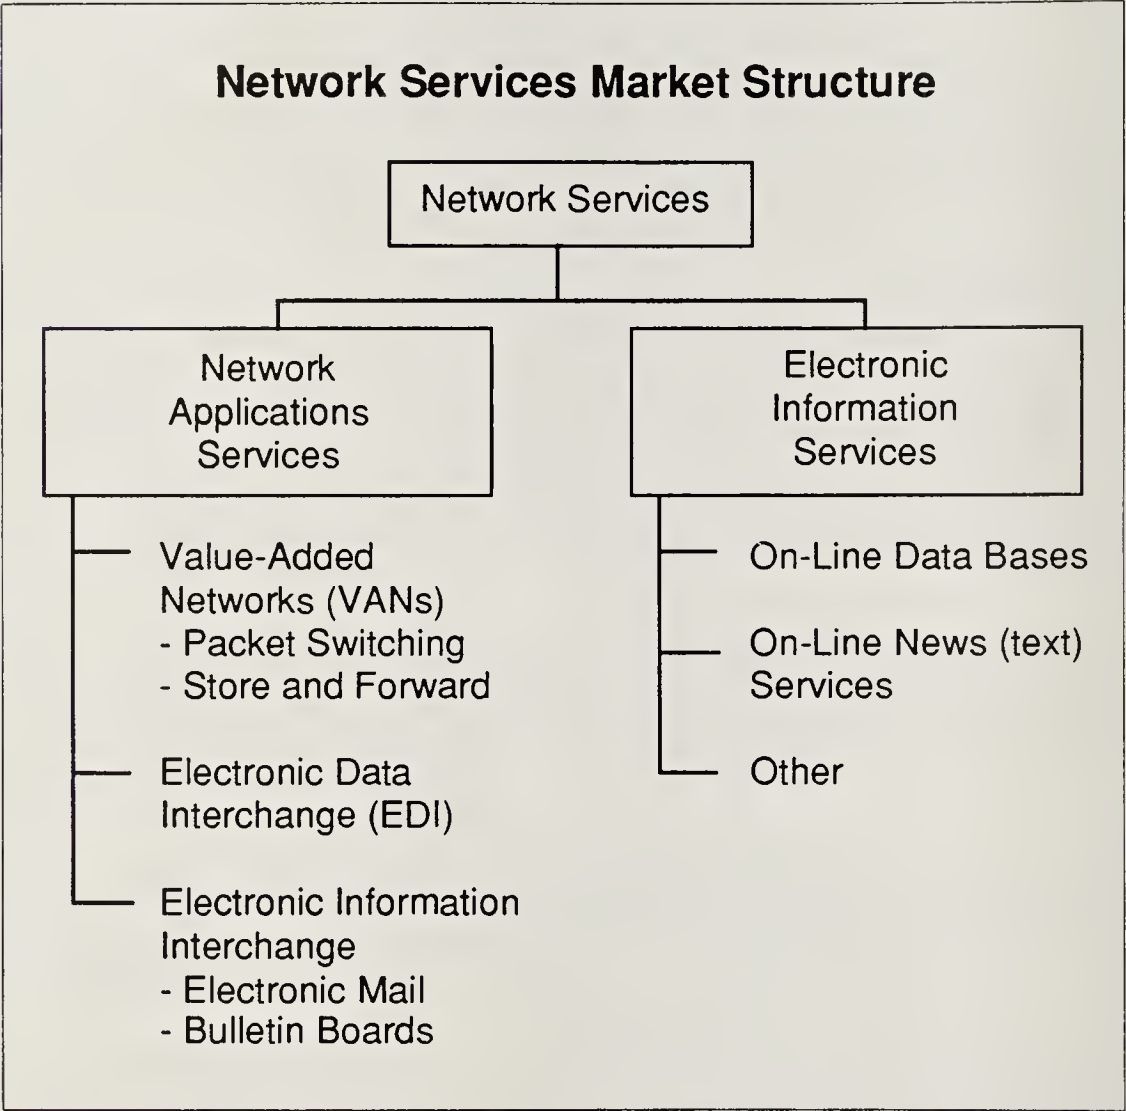 Network Services Market Structure
Network Services
Network
Applications
Services
Value-Added
Networks (VANs)
- Packet Switching
- Store and Forward
Electronic Data
Interchange (EDI)
Electronic Information
Interchange
- Electronic Mail
- Bulletin Boards
Electronic
Information
Services
On-Line Data Bases
On-Line News (text)
Services
Other